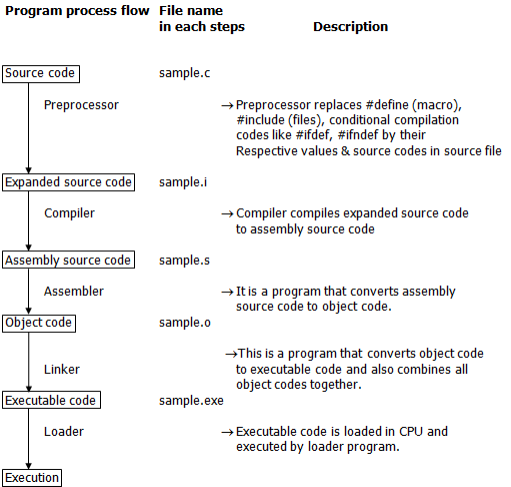 Program process flow File name in each steps Description
Source code sample.c
Preprocessor → Preprocessor replaces #define (macro),
#include (files), conditional compilation
codes like #ifdef, #ifndef by their
Respective values & source codes in source file
Expanded source code sample.i
Compiler → Compiler compiles expanded source code
to assembly source code
Assembly source code sample.s
Assembler → It is a program that converts assembly
source code to object code.
Object code sample.o
Linker → This is a program that converts object code
to executable code and also combines all
object codes together.
Executable code sample.exe
Loader → Executable code is loaded in CPU and
executed by loader program.
Execution